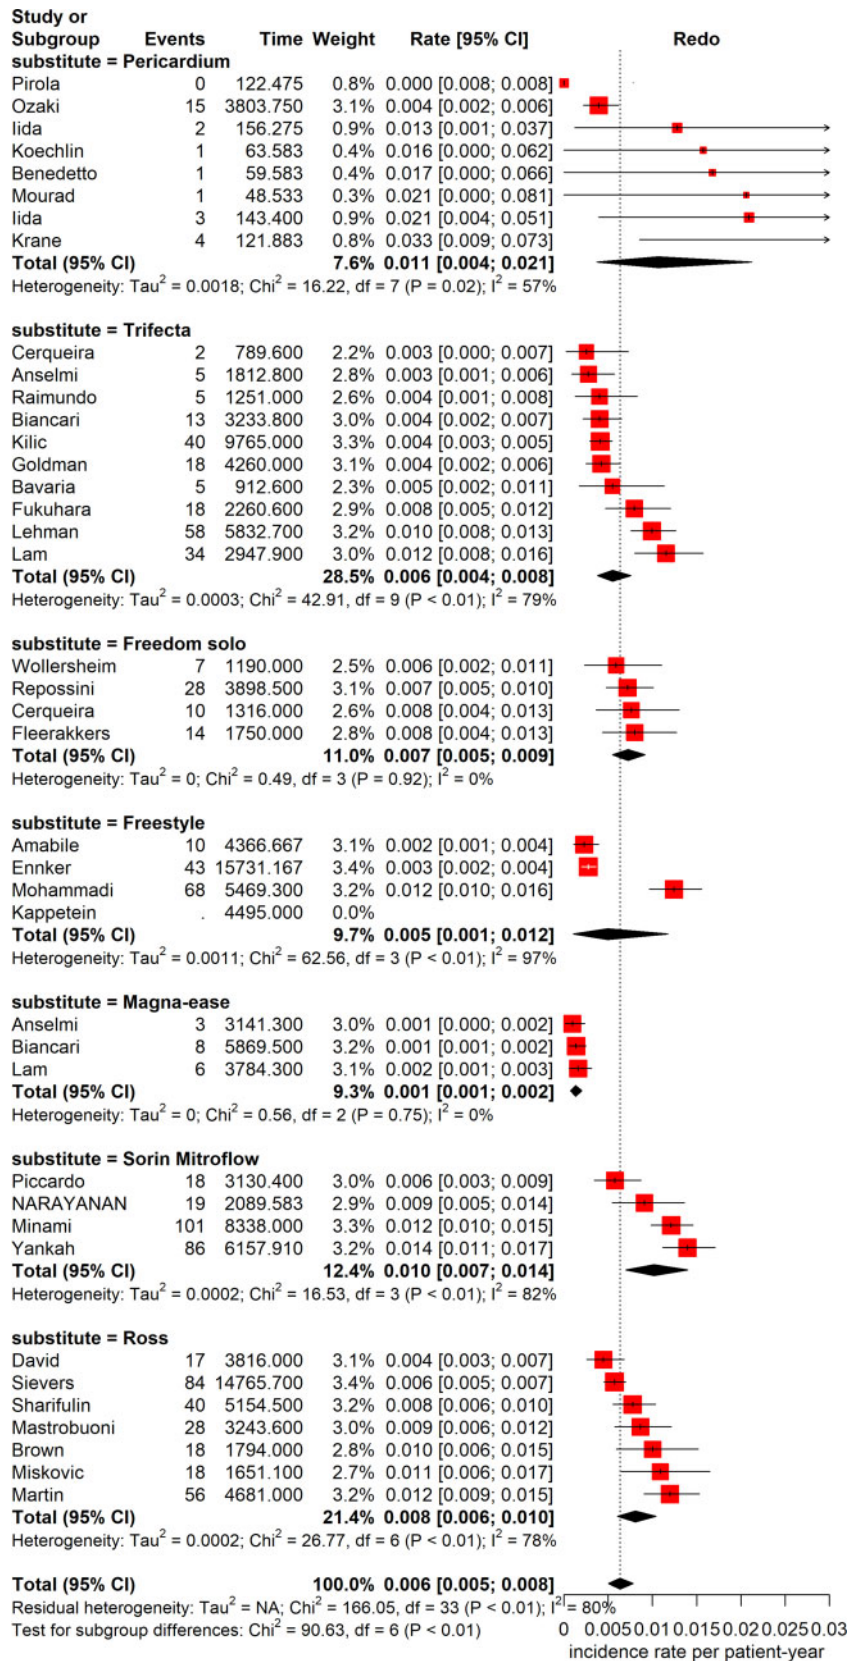 Study or
Subgroup Events Time Weight Rate [95% CI] Redo
substitute = Pericardium
Pirola 0 122.475 0.8% 0.000 [0.008; 0.008]
Ozaki 15 3803.750 3.1% 0.004 [0.002; 0.006]
Iida 2 156.275 0.9% 0.013 [0.001; 0.037]
Koechlin 1 63.583 0.4% 0.016 [0.000; 0.062]
Benedetto 1 59.583 0.4% 0.017 [0.000; 0.066]
Mourad 1 48.533 0.3% 0.021 [0.000; 0.081]
Iida 3 143.400 0.9% 0.021 [0.004; 0.051]
Krane 4 121.883 0.8% 0.033 [0.009; 0.073]
Total (95% CI) 7.6% 0.011 [0.004; 0.021]
Heterogeneity: Tau² = 0.0018; Chi² = 16.22, df = 7 (P = 0.02); I² = 57%
substitute = Trifecta
Cerqueira 2 789.600 2.2% 0.003 [0.000; 0.007]
Anselmi 5 1812.800 2.8% 0.003 [0.001; 0.006]
Raimundo 5 1251.000 2.6% 0.004 [0.001; 0.008]
Biancari 13 3233.800 3.0% 0.004 [0.002; 0.007]
Kilic 40 9765.000 3.3% 0.004 [0.003; 0.005]
Goldman 18 4260.000 3.1% 0.004 [0.002; 0.006]
Bavaria 5 912.600 2.3% 0.005 [0.002; 0.011]
Fukuhara 18 2260.600 2.9% 0.008 [0.005; 0.012]
Lehman 58 5832.700 3.2% 0.010 [0.008; 0.013]
Lam 34 2947.900 3.0% 0.012 [0.008; 0.016]
Total (95% CI) 28.5% 0.006 [0.004; 0.008]
Heterogeneity: Tau² = 0.0003; Chi² = 42.91, df = 9 (P < 0.01); I² = 79%
substitute = Freedom solo
Wollersheim 7 1190.000 2.5% 0.006 [0.002; 0.011]
Repossini 28 3898.500 3.1% 0.007 [0.005; 0.010]
Cerqueira 10 1316.000 2.6% 0.008 [0.004; 0.013]
Fleerakkers 14 1750.000 2.8% 0.008 [0.004; 0.013]
Total (95% CI) 11.0% 0.007 [0.005; 0.009]
Heterogeneity: Tau² = 0; Chi² = 0.49, df = 3 (P = 0.92); I² = 0%
substitute = Freestyle
Amabile 10 4366.667 3.1% 0.002 [0.001; 0.004]
Ennker 43 15731.167 3.4% 0.003 [0.002; 0.004]
Mohammadi 68 5469.300 3.2% 0.012 [0.010; 0.016]
Kappetein . 4495.000 0.0%
Total (95% CI) 9.7% 0.005 [0.001; 0.012]
Heterogeneity: Tau² = 0.0011; Chi² = 62.56, df = 3 (P < 0.01); I² = 97%
substitute = Magna-ease
Anselmi 3 3141.300 3.0% 0.001 [0.000; 0.002]
Biancari 8 5869.500 3.2% 0.001 [0.001; 0.002]
Lam 6 3784.300 3.1% 0.002 [0.001; 0.003]
Total (95% CI) 9.3% 0.001 [0.001; 0.002]
Heterogeneity: Tau² = 0; Chi² = 0.56, df = 2 (P = 0.75); I² = 0%
substitute = Sorin Mitroflow
Piccardo 18 3130.400 3.0% 0.006 [0.003; 0.009]
NARAYANAN 19 2089.583 2.9% 0.009 [0.005; 0.014]
Minami 101 8338.000 3.3% 0.012 [0.010; 0.015]
Yankah 86 6157.910 3.2% 0.014 [0.011; 0.017]
Total (95% CI) 12.4% 0.010 [0.007; 0.014]
Heterogeneity: Tau² = 0.0002; Chi² = 16.53, df = 3 (P < 0.01); I² = 82%
substitute = Ross
David 17 3816.000 3.1% 0.004 [0.003; 0.007]
Sievers 84 14765.700 3.4% 0.006 [0.005; 0.007]
Sharifulin 40 5154.500 3.2% 0.008 [0.006; 0.010]
Mastrobuoni 28 3243.600 3.0% 0.009 [0.006; 0.012]
Brown 18 1794.000 2.8% 0.010 [0.006; 0.015]
Miskovic 18 1651.100 2.7% 0.011 [0.006; 0.017]
Martin 56 4681.000 3.2% 0.012 [0.009; 0.015]
Total (95% CI) 21.4% 0.008 [0.006; 0.010]
Heterogeneity: Tau² = 0.0002; Chi² = 26.77, df = 6 (P < 0.01); I² = 78%
Total (95% CI) 100.0% 0.006 [0.005; 0.008]
Residual heterogeneity: Tau² = NA; Chi² = 166.05, df = 33 (P < 0.01); I² = 80%
Test for subgroup differences: Chi² = 90.63, df = 6 (P < 0.01)
0 0.005 0.01 0.015 0.02 0.025 0.03
incidence rate per patient-year